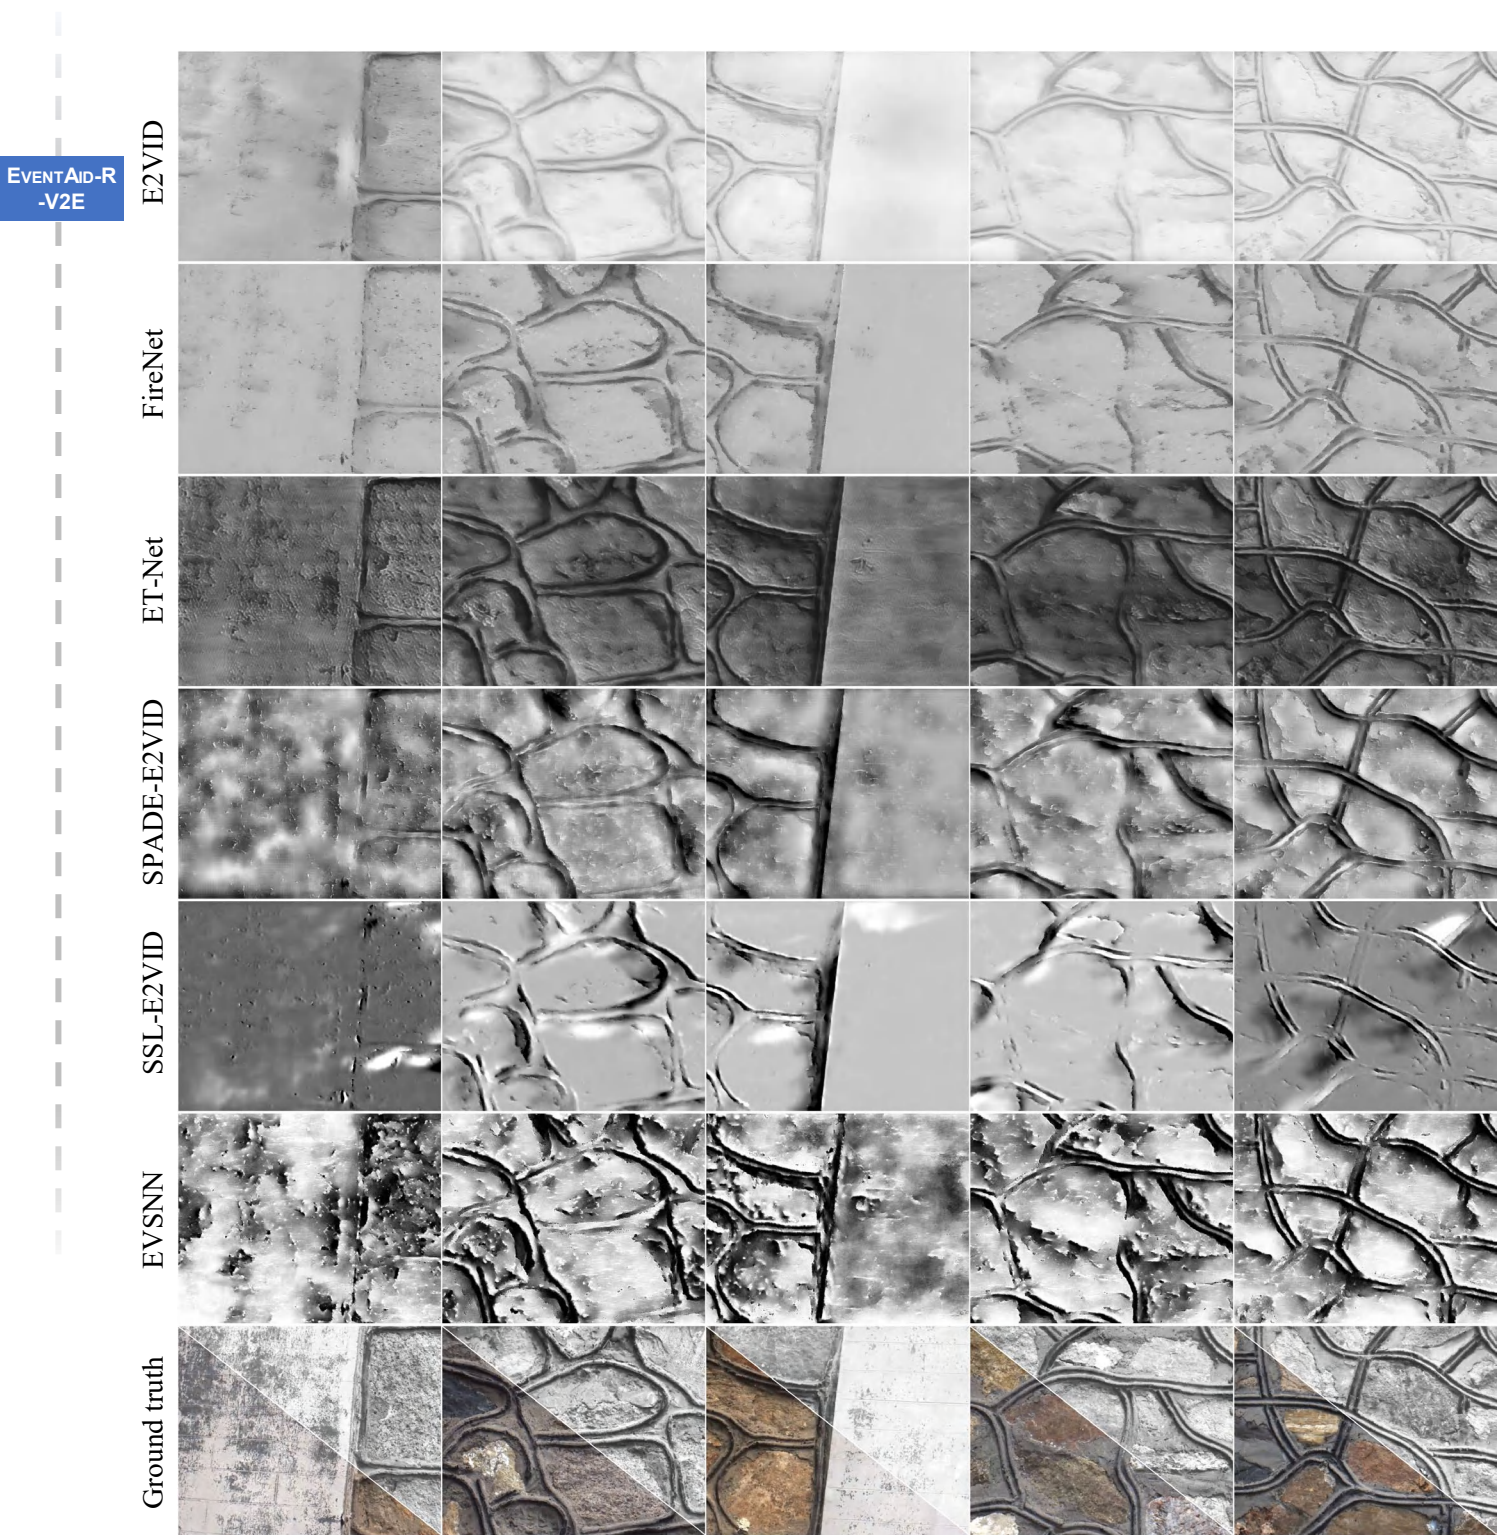 EVENTAID-R
-V2E
E2VID
FireNet
ET-Net
SPADE-E2VID
SSL-E2VID
EVSNN
Ground truth